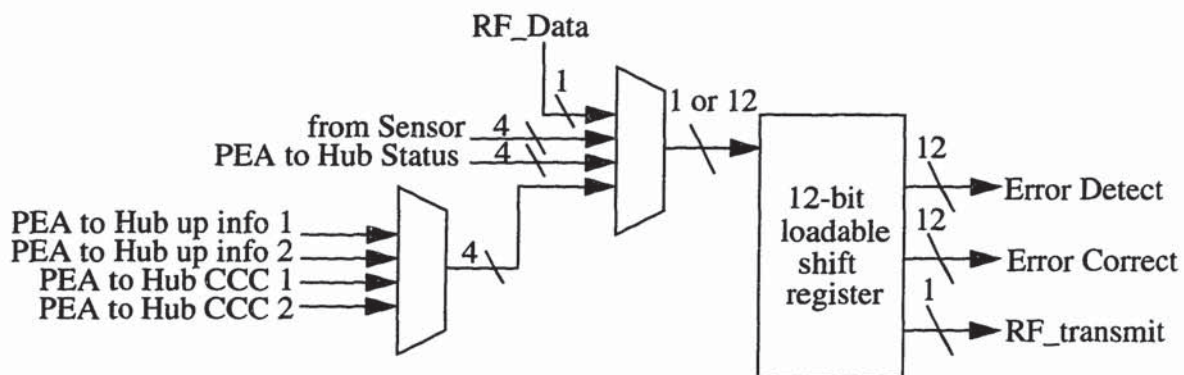 RF_Data
1
1 or 12
from Sensor 4
PEA to Hub Status 4
PEA to Hub up info 1
PEA to Hub up info 2
PEA to Hub CCC 1
PEA to Hub CCC 2
4
12-bit
loadable
shift
register
12
Error Detect
12
Error Correct
1
RF_transmit